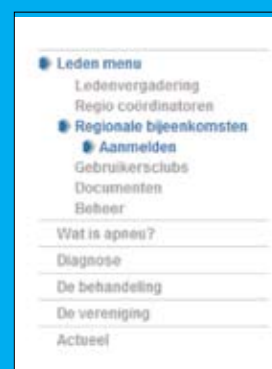 Leden menu
Ledenvergadering
Regio coördinatoren
Regionale bijeenkomsten
Aanmelden
Gebruikersclubs
Documenten
Beheer
Wat is apneu?
Diagnose
De behandeling
De vereniging
Actueel